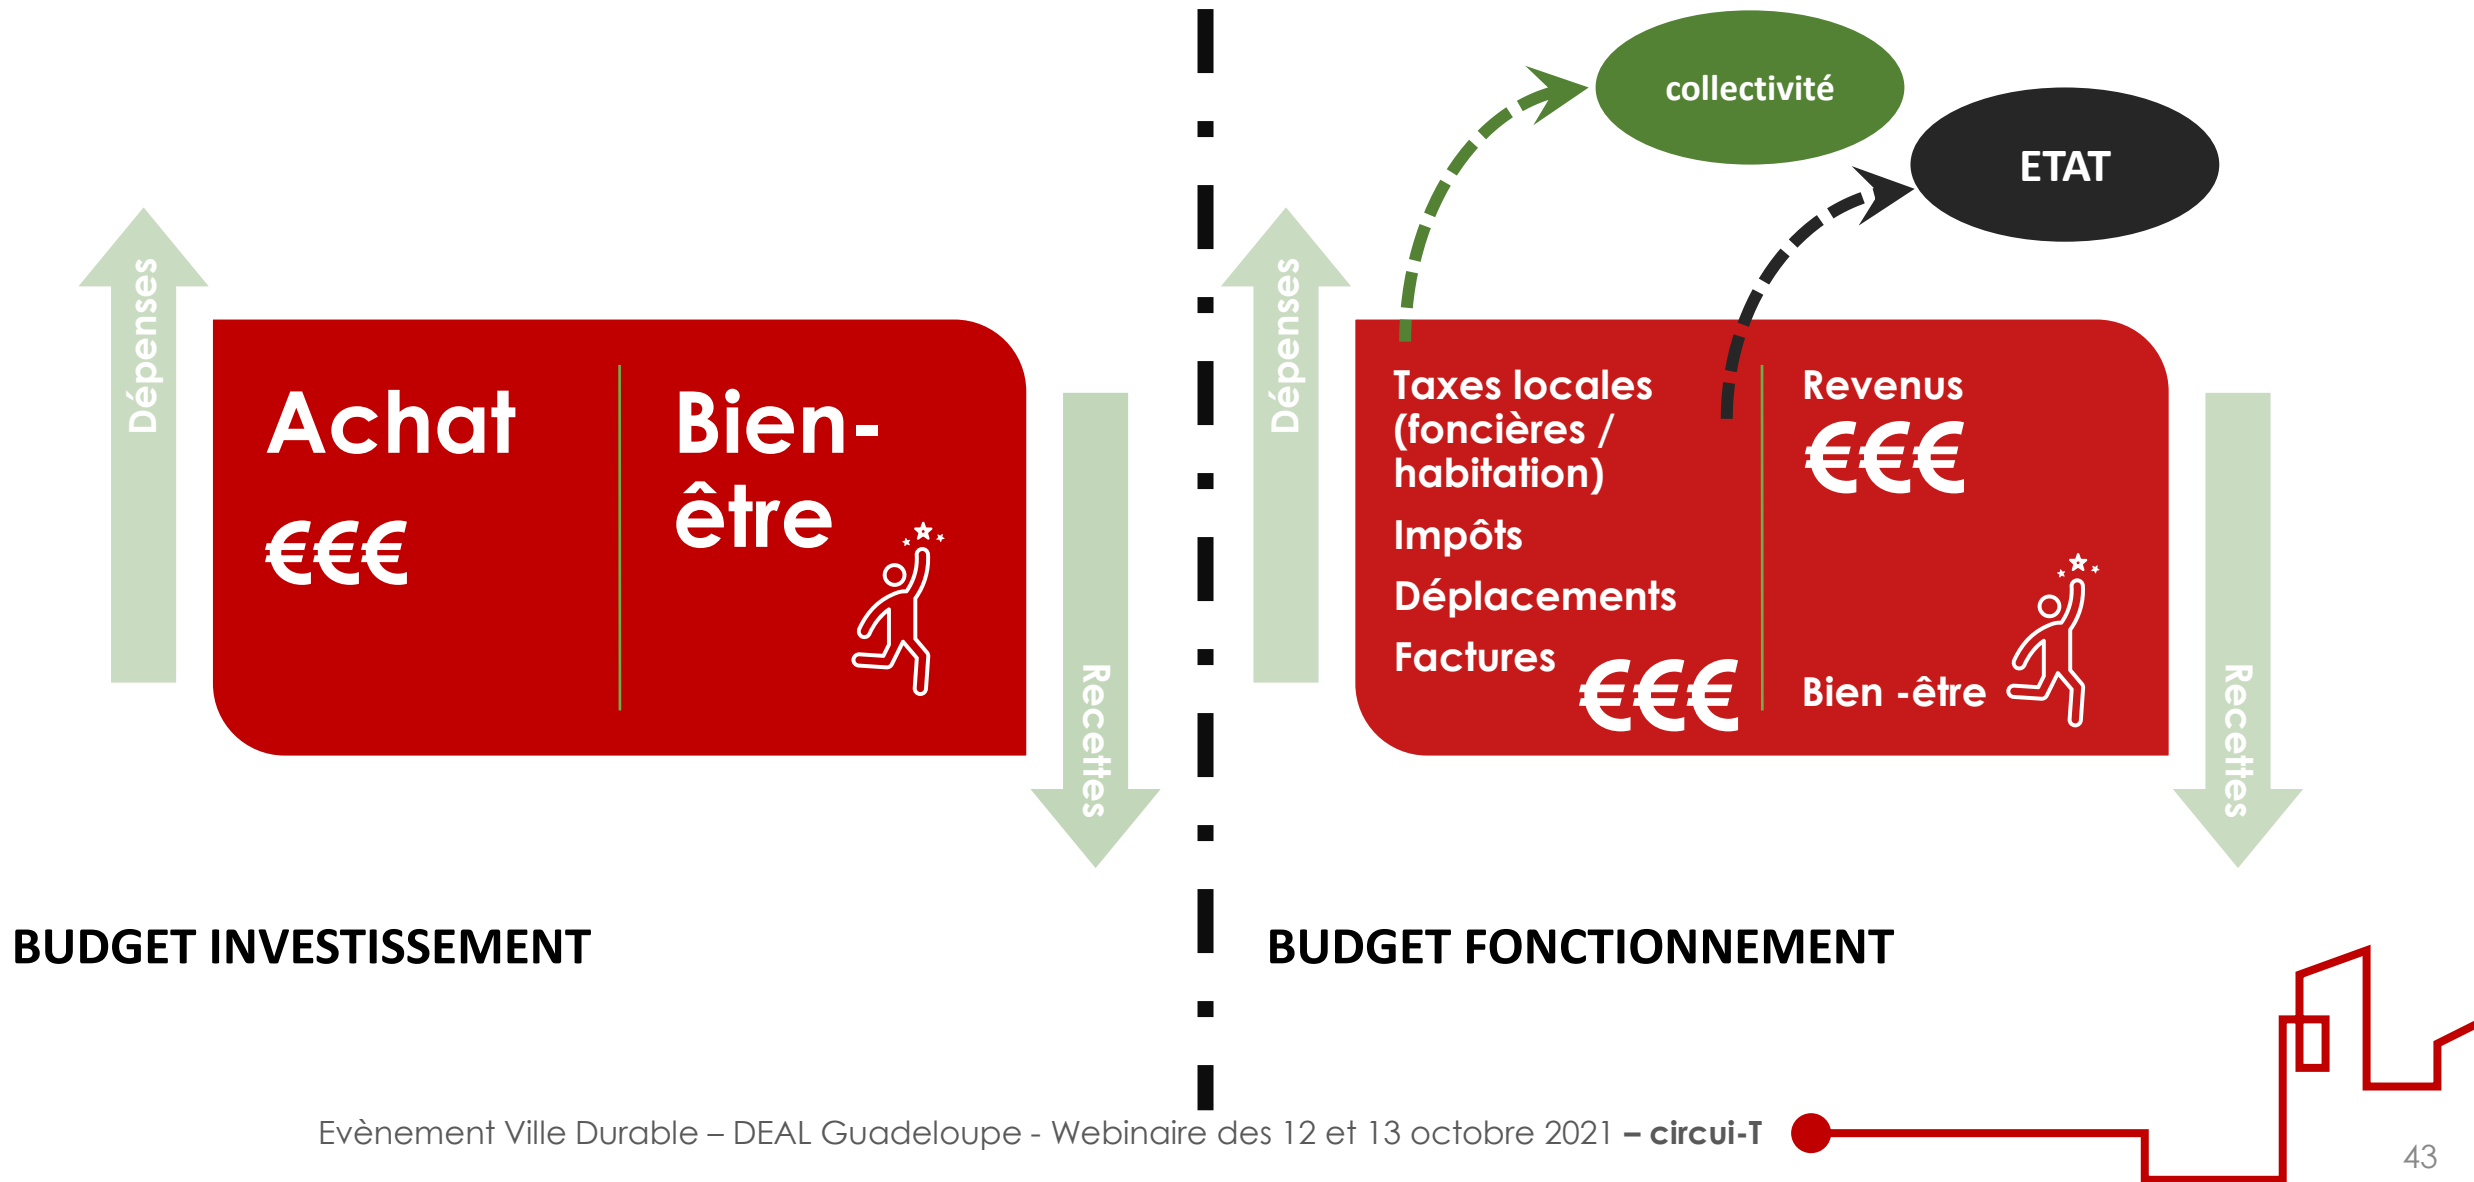 collectivité
ETAT
Dépenses
Achat
€€€
Bien-
être
Recettes
Dépenses
Taxes locales
(foncières /
habitation)
Impôts
Déplacements
Factures
€€€
Revenus
€€€
Bien -être
Recettes
BUDGET INVESTISSEMENT
BUDGET FONCTIONNEMENT
Evènement Ville Durable – DEAL Guadeloupe - Webinaire des 12 et 13 octobre 2021 – circui-T
43